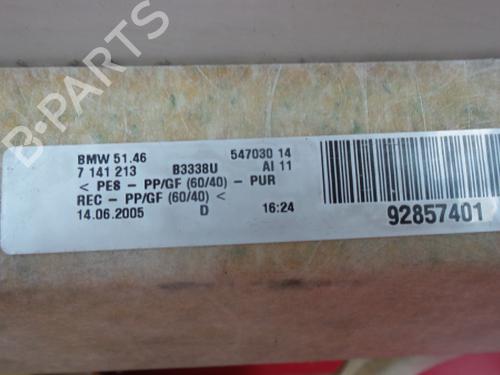 B-PARTS
BMW 51.46 547030 14
7 141 213 B3338U AI 11
< PES - PP/GF (60/40) - PUR
REC - PP/GF (60/40) <
14.06.2005 D 16:24
92857401